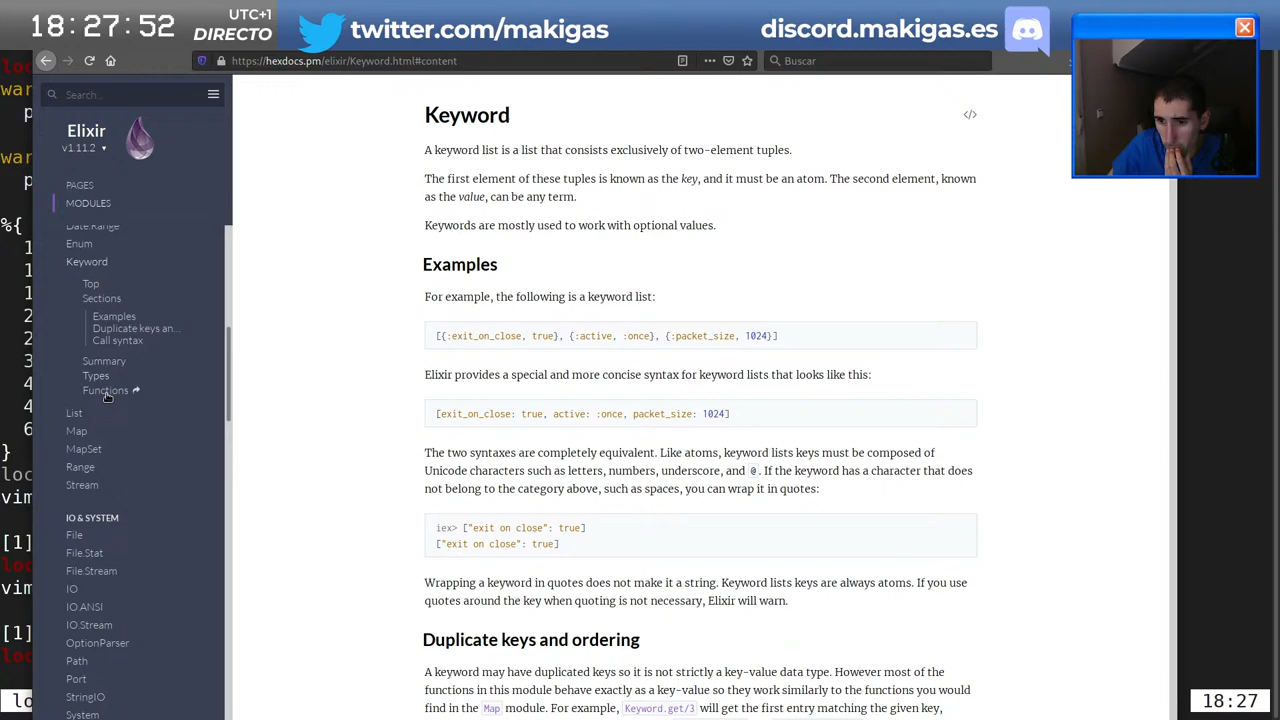 18:27:52
UTC+1
DIRECTO
twitter.com/makigas
discord.makigas.es
https://hexdocs.pm/elixir/Keyword.html#content
Buscar
Search...
Elixir
v1.11.2
PAGES
MODULES
Date.Range
Enum
Keyword
Top
Sections
Examples
Duplicate keys an...
Call syntax
Summary
Types
Functions
List
Map
MapSet
Range
Stream
IO & SYSTEM
File
File.Stat
File.Stream
IO
IO.ANSI
IO.Stream
OptionParser
Path
Port
StringIO
System
Keyword
</>
A keyword list is a list that consists exclusively of two-element tuples.
The first element of these tuples is known as the key, and it must be an atom. The second element, known
as the value, can be any term.
Keywords are mostly used to work with optional values.
Examples
For example, the following is a keyword list:
[{:exit_on_close, true}, {:active, :once}, {:packet_size, 1024}]
Elixir provides a special and more concise syntax for keyword lists that looks like this:
[exit_on_close: true, active: :once, packet_size: 1024]
The two syntaxes are completely equivalent. Like atoms, keyword lists keys must be composed of
Unicode characters such as letters, numbers, underscore, and @. If the keyword has a character that does
not belong to the category above, such as spaces, you can wrap it in quotes:
iex> ["exit on close": true]
["exit on close": true]
Wrapping a keyword in quotes does not make it a string. Keyword lists keys are always atoms. If you use
quotes around the key when quoting is not necessary, Elixir will warn.
Duplicate keys and ordering
A keyword may have duplicated keys so it is not strictly a key-value data type. However most of the
functions in this module behave exactly as a key-value so they work similarly to the functions you would
find in the Map module. For example, Keyword.get/3 will get the first entry matching the given key,
18:27